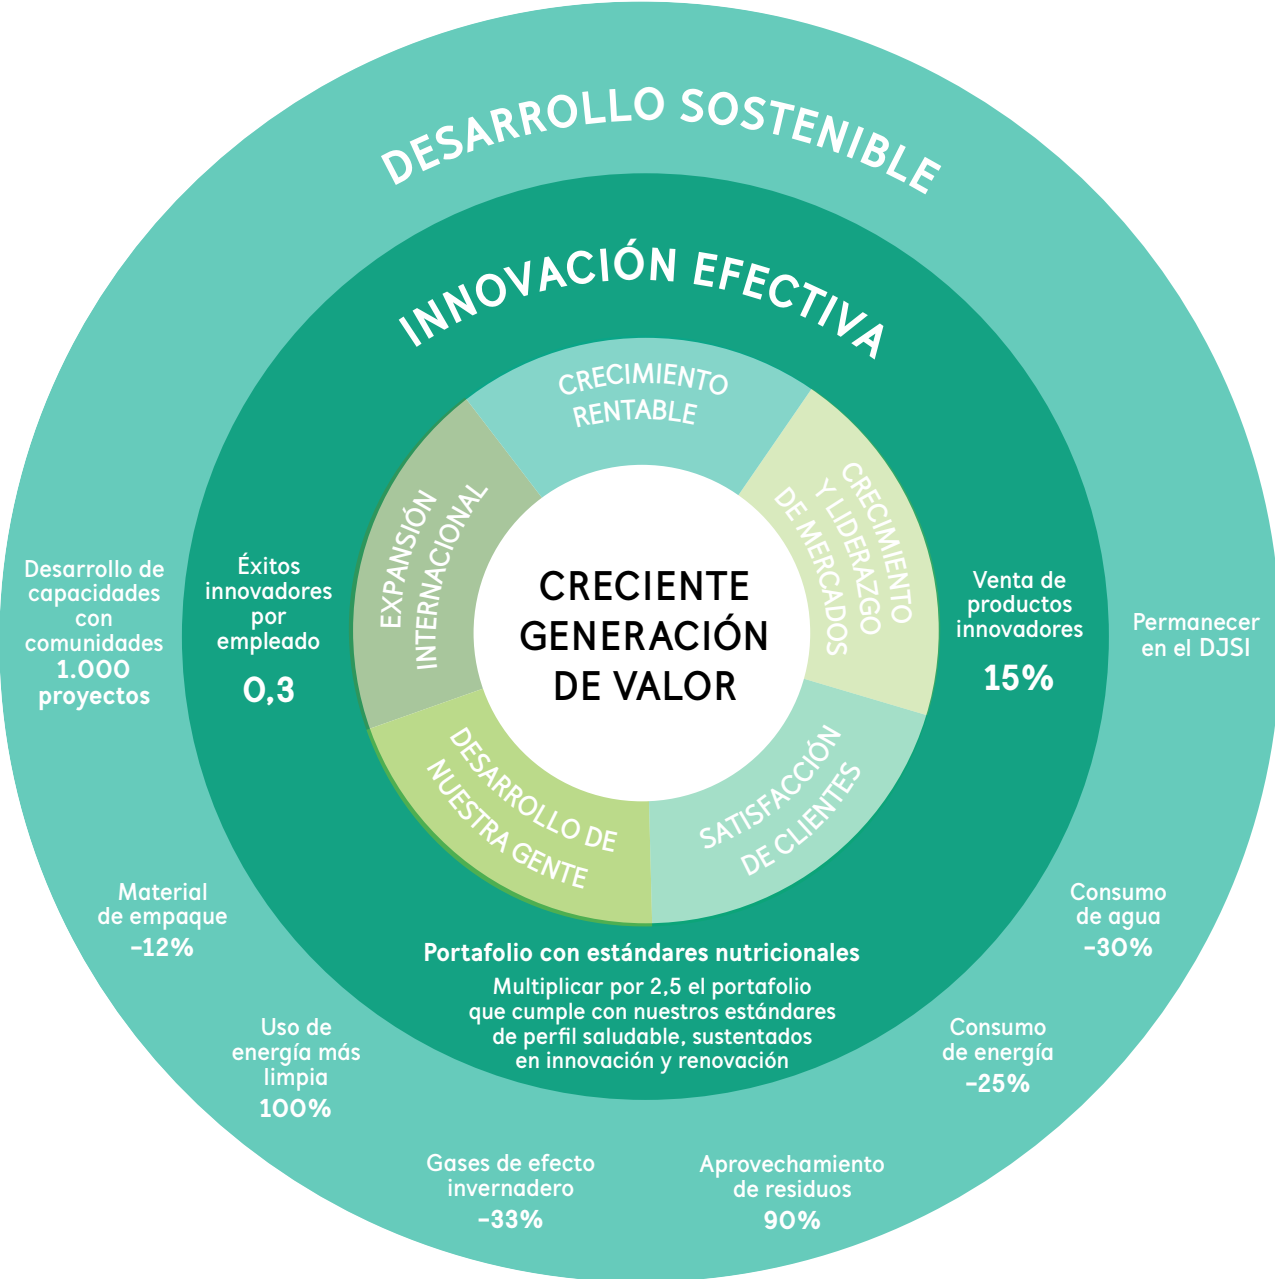 DESARROLLO SOSTENIBLE
INNOVACIÓN EFECTIVA
CRECIMIENTO
RENTABLE
CRECIMIENTO
Y LIDERAZGO
DE MERCADOS
SATISFACCIÓN
DE CLIENTES
DESARROLLO DE
NUESTRA GENTE
EXPANSIÓN
INTERNACIONAL
CRECIENTE
GENERACIÓN
DE VALOR
Desarrollo de
capacidades
con
comunidades
1.000
proyectos
Éxitos
innovadores
por
empleado
0,3
Venta de
productos
innovadores
15%
Permanecer
en el DJSI
Portafolio con estándares nutricionales
Multiplicar por 2,5 el portafolio
que cumple con nuestros estándares
de perfil saludable, sustentados
en innovación y renovación
Material
de empaque
-12%
Uso de
energía más
limpia
100%
Gases de efecto
invernadero
-33%
Aprovechamiento
de residuos
90%
Consumo
de energía
-25%
Consumo
de agua
-30%